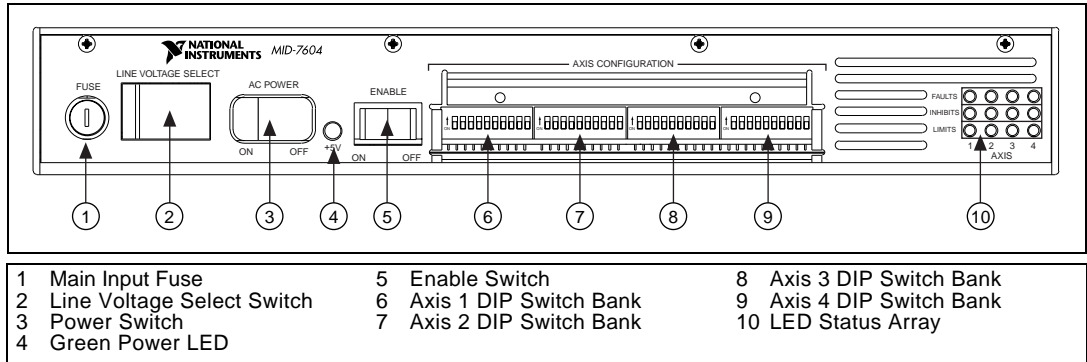 NATIONAL INSTRUMENTS MID-7604
FUSE
LINE VOLTAGE SELECT
AC POWER
ON OFF
+5V
ENABLE
ON OFF
AXIS CONFIGURATION
ON
ON
ON
ON
FAULTS
INHIBITS
LIMITS
1 2 3 4
AXIS
1 2 3 4 5 6 7 8 9 10
1 Main Input Fuse
2 Line Voltage Select Switch
3 Power Switch
4 Green Power LED
5 Enable Switch
6 Axis 1 DIP Switch Bank
7 Axis 2 DIP Switch Bank
8 Axis 3 DIP Switch Bank
9 Axis 4 DIP Switch Bank
10 LED Status Array